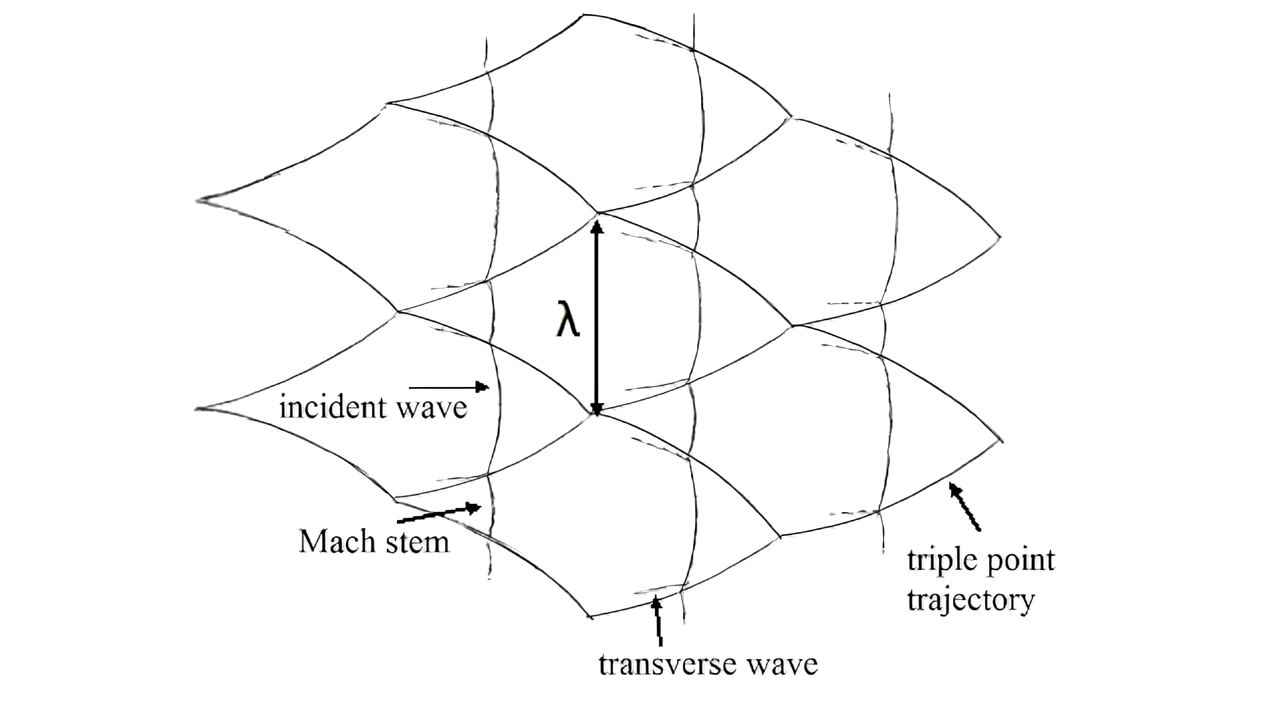 λ
incident wave
Mach stem
triple point
trajectory
transverse wave